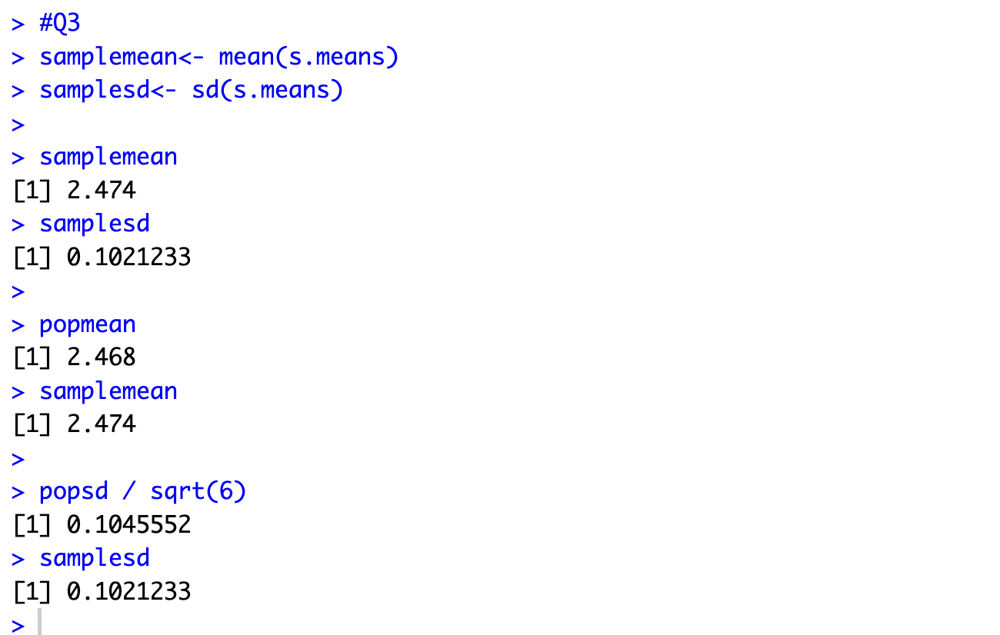 > #Q3
> samplemean<- mean(s.means)
> samplesd<- sd(s.means)
>
> samplemean
[1] 2.474
> samplesd
[1] 0.1021233
>
> popmean
[1] 2.468
> samplemean
[1] 2.474
>
> popsd / sqrt(6)
[1] 0.1045552
> samplesd
[1] 0.1021233
>